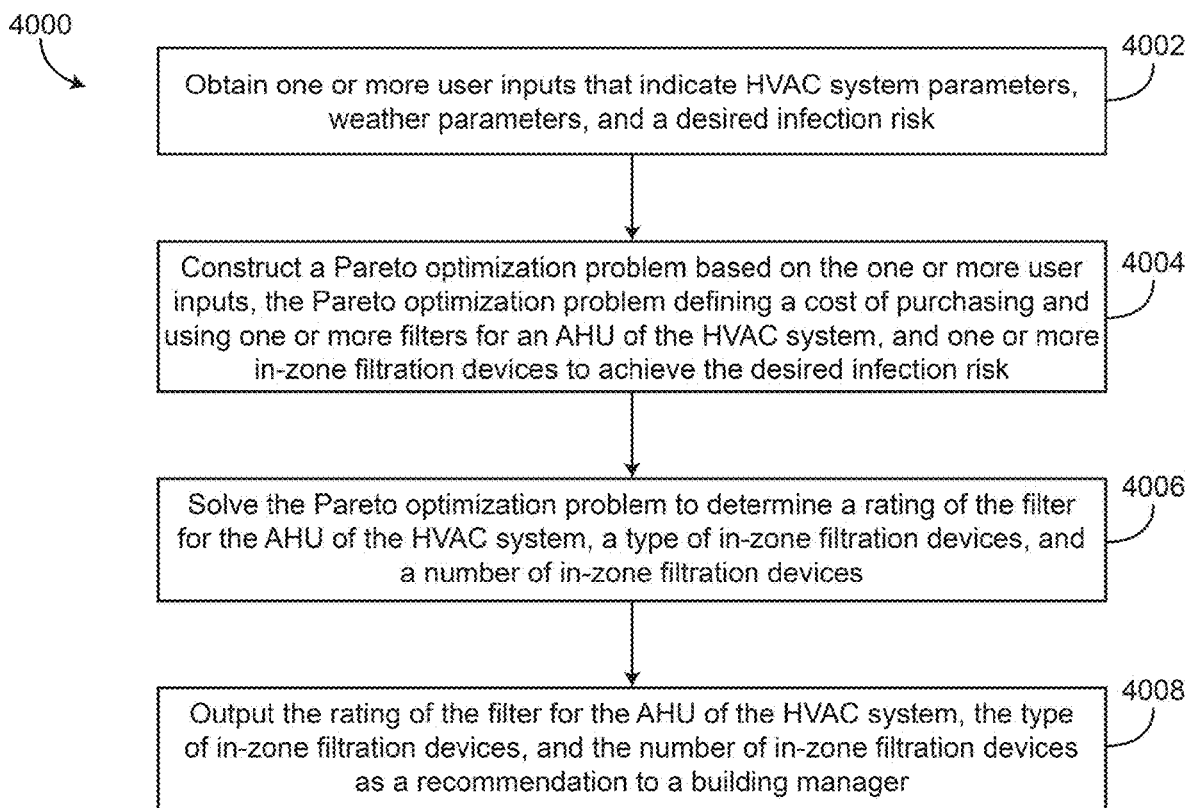 4000
4002
Obtain one or more user inputs that indicate HVAC system parameters,
weather parameters, and a desired infection risk
4004
Construct a Pareto optimization problem based on the one or more user
inputs, the Pareto optimization problem defining a cost of purchasing and
using one or more filters for an AHU of the HVAC system, and one or more
in-zone filtration devices to achieve the desired infection risk
4006
Solve the Pareto optimization problem to determine a rating of the filter
for the AHU of the HVAC system, a type of in-zone filtration devices, and
a number of in-zone filtration devices
4008
Output the rating of the filter for the AHU of the HVAC system, the type
of in-zone filtration devices, and the number of in-zone filtration devices
as a recommendation to a building manager